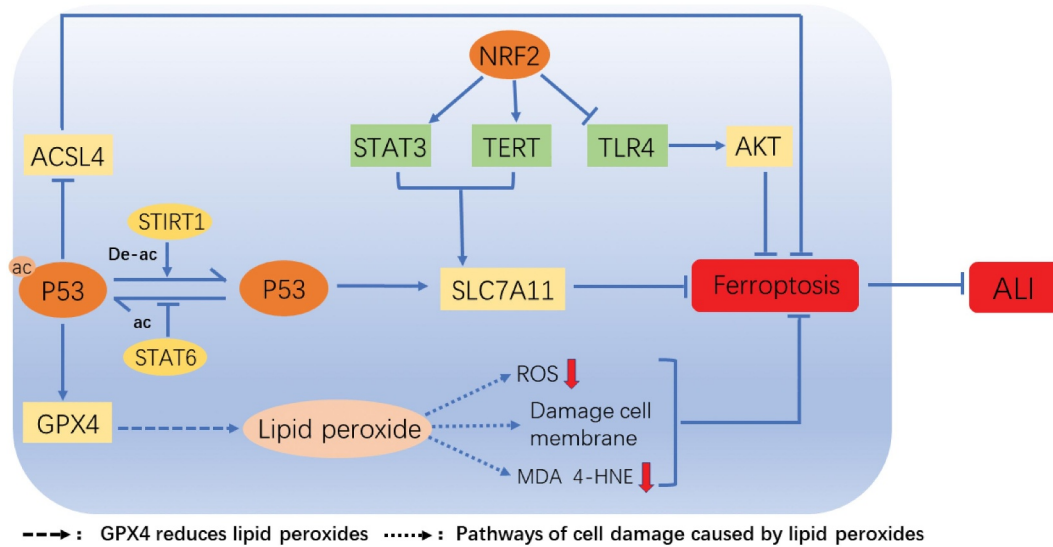 NRF2
STAT3
TERT
TLR4
AKT
ACSL4
STIRT1
De-ac
ac
P53
P53
SLC7A11
Ferroptosis
ALI
ac
STAT6
GPX4
Lipid peroxide
ROS
Damage cell
membrane
MDA 4-HNE
: GPX4 reduces lipid peroxides : Pathways of cell damage caused by lipid peroxides